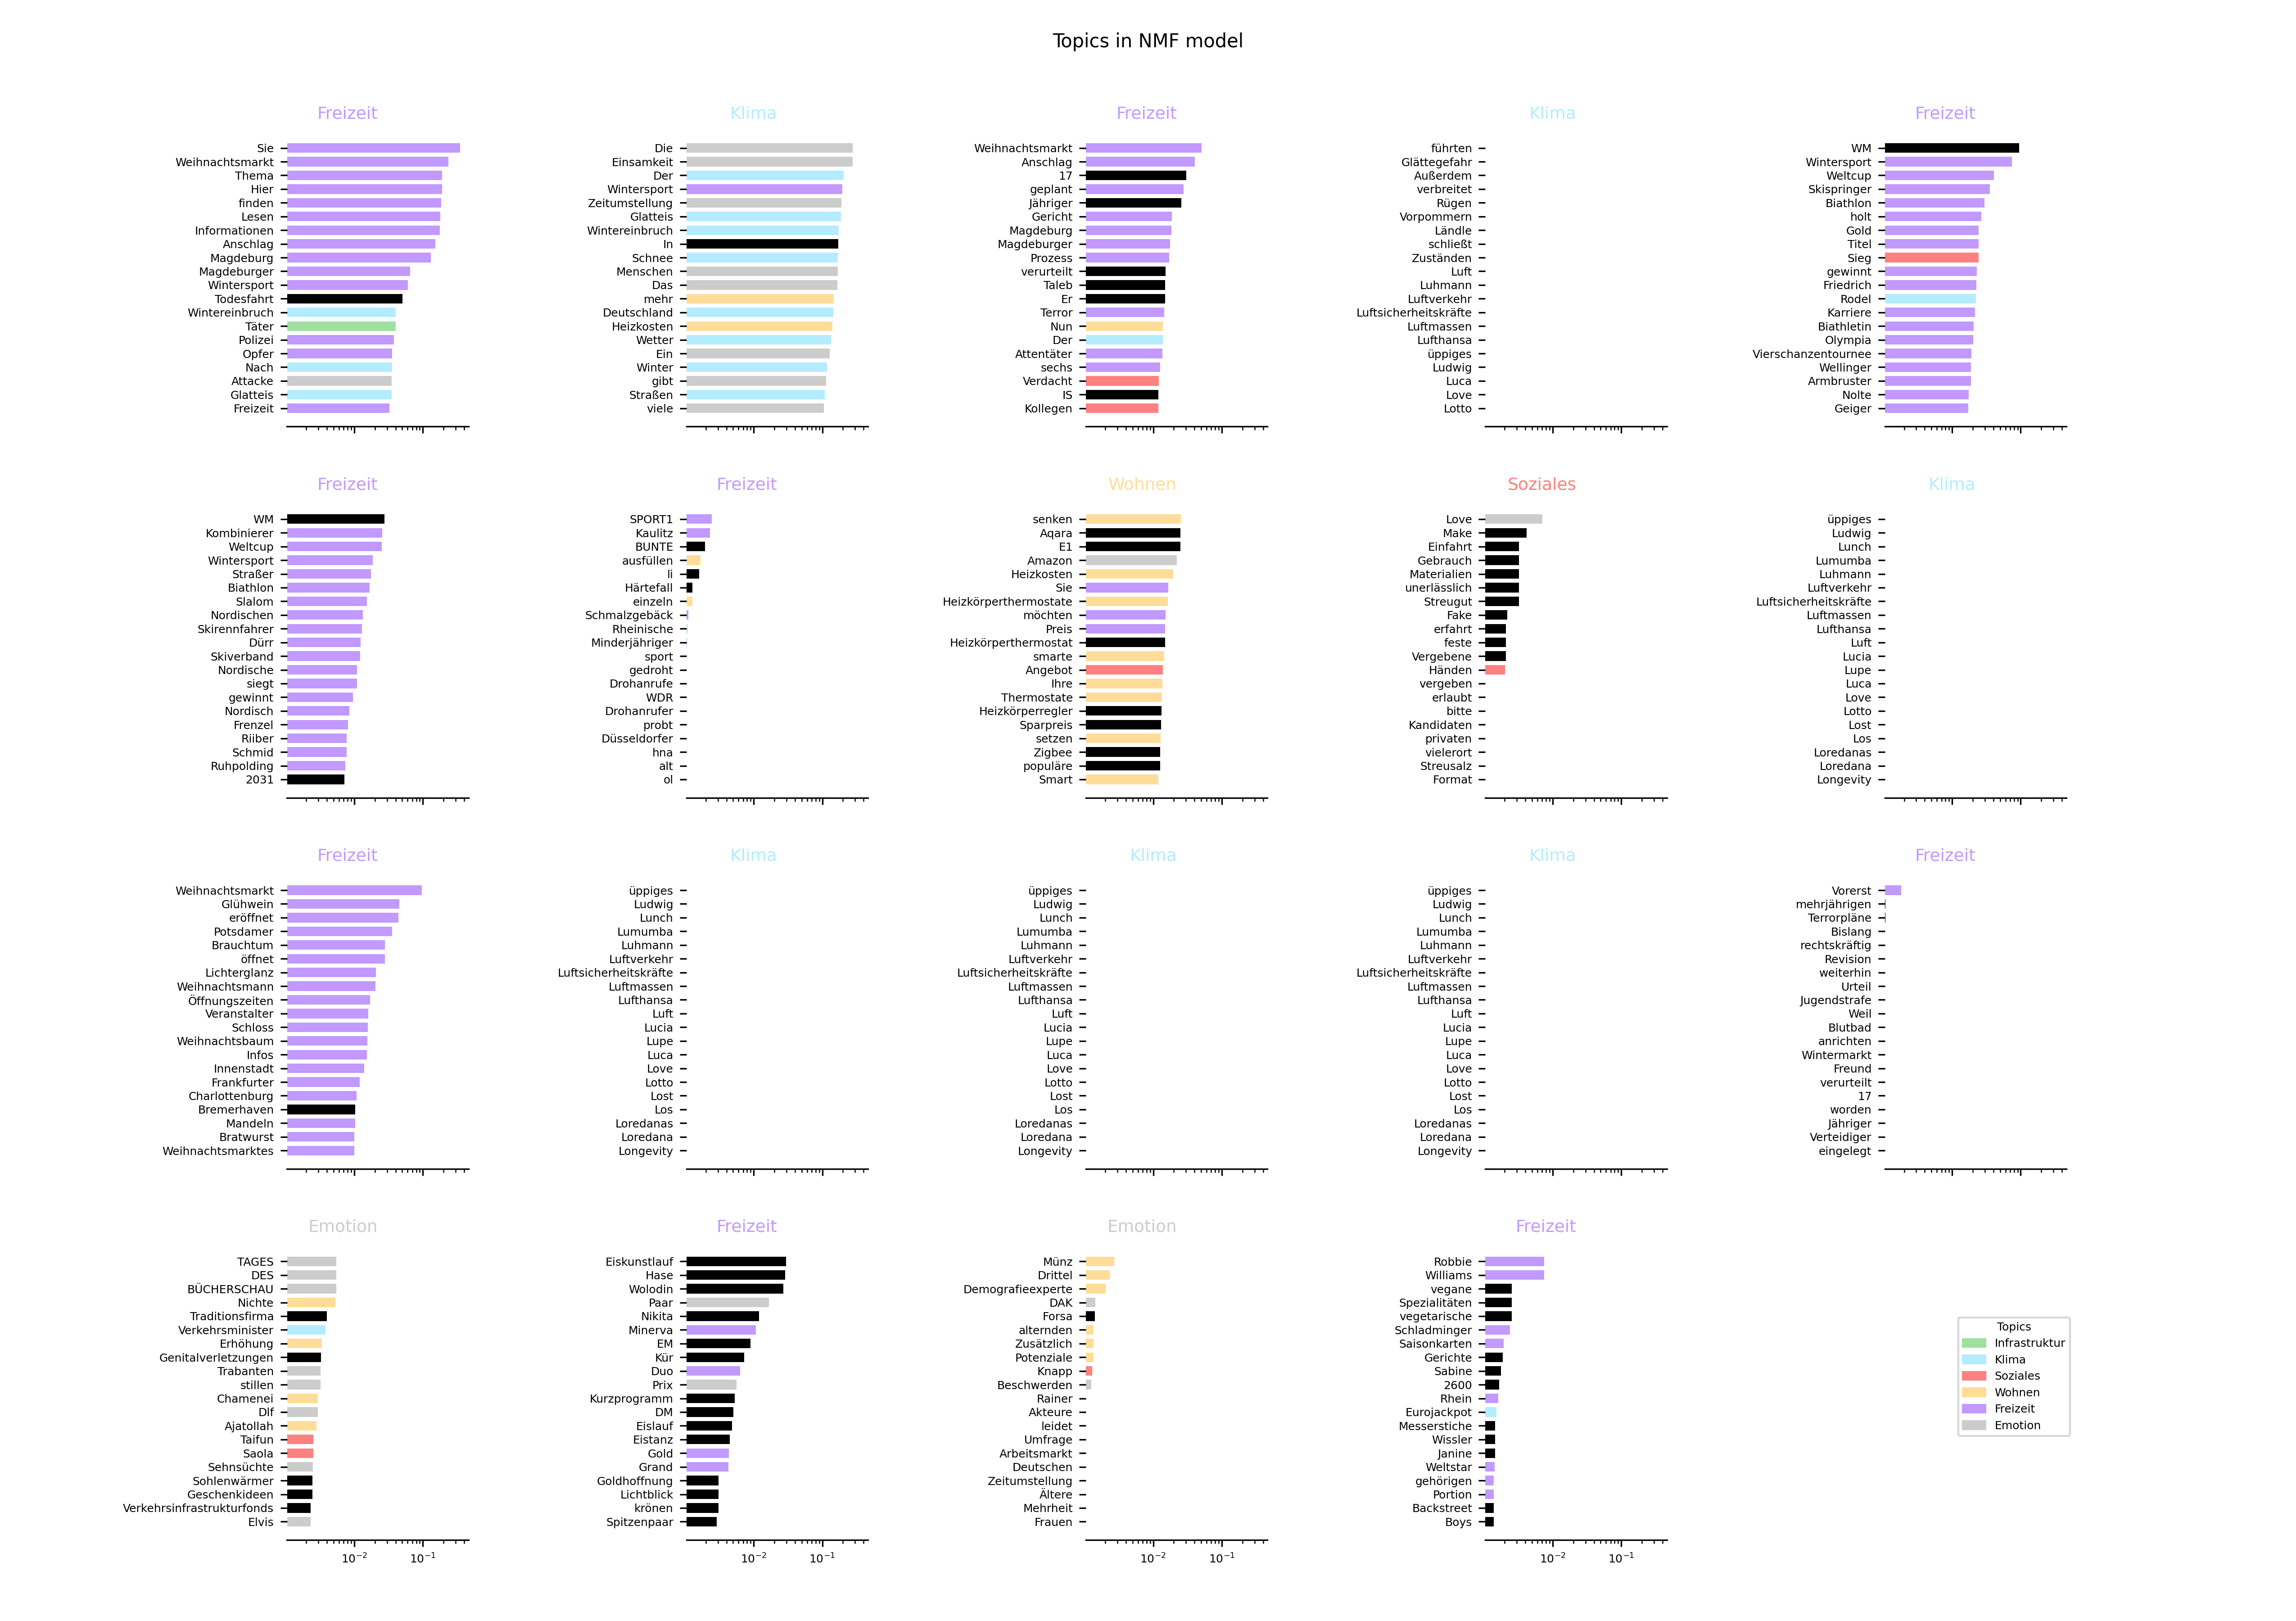 Topics in NMF model
Freizeit
Sie
Weihnachtsmarkt
Thema
Hier
finden
Lesen
Informationen
Anschlag
Magdeburg
Magdeburger
Wintersport
Todesfahrt
Wintereinbruch
Täter
Polizei
Opfer
Nach
Attacke
Glatteis
Freizeit
Klima
Die
Einsamkeit
Der
Wintersport
Zeitumstellung
Glatteis
Wintereinbruch
In
Schnee
Menschen
Das
mehr
Deutschland
Heizkosten
Wetter
Ein
Winter
gibt
Straßen
viele
Freizeit
Weihnachtsmarkt
Anschlag
17
geplant
Jähriger
Gericht
Magdeburg
Magdeburger
Prozess
verurteilt
Taleb
Er
Terror
Nun
Der
Attentäter
sechs
Verdacht
IS
Kollegen
Klima
führten
Glättegefahr
Außerdem
verbreitet
Rügen
Vorpommern
Ländle
schließt
Zuständen
Luft
Luhmann
Luftverkehr
Luftsicherheitskräfte
Luftmassen
Lufthansa
üppiges
Ludwig
Luca
Love
Lotto
Freizeit
WM
Wintersport
Weltcup
Skispringer
Biathlon
holt
Gold
Titel
Sieg
gewinnt
Friedrich
Rodel
Karriere
Biathletin
Olympia
Vierschanzentournee
Wellinger
Armbruster
Nolte
Geiger
Freizeit
WM
Kombinierer
Weltcup
Wintersport
Straßer
Biathlon
Slalom
Nordischen
Skirennfahrer
Dürr
Skiverband
Nordische
siegt
gewinnt
Nordisch
Frenzel
Riiber
Schmid
Ruhpolding
2031
Freizeit
SPORT1
Kaulitz
BUNTE
ausfüllen
li
Härtefall
einzeln
Schmalzgebäck
Rheinische
Minderjähriger
sport
gedroht
Drohanrufe
WDR
Drohanrufer
probt
Düsseldorfer
hna
alt
ol
Wohnen
senken
Aqara
E1
Amazon
Heizkosten
Sie
Heizkörperthermostate
möchten
Preis
Heizkörperthermostat
smarte
Angebot
Ihre
Thermostate
Heizkörperregler
Sparpreis
setzen
Zigbee
populäre
Smart
Soziales
Love
Make
Einfahrt
Gebrauch
Materialien
unerlässlich
Streugut
Fake
erfahrt
feste
Vergebene
Händen
vergeben
erlaubt
bitte
Kandidaten
privaten
vielerort
Streusalz
Format
Klima
üppiges
Ludwig
Lunch
Lumumba
Luhmann
Luftverkehr
Luftsicherheitskräfte
Luftmassen
Lufthansa
Luft
Lucia
Lupe
Luca
Love
Lotto
Lost
Los
Loredanas
Loredana
Longevity
Freizeit
Weihnachtsmarkt
Glühwein
eröffnet
Potsdamer
Brauchtum
öffnet
Lichterglanz
Weihnachtsmann
Öffnungszeiten
Veranstalter
Schloss
Weihnachtsbaum
Infos
Innenstadt
Frankfurter
Charlottenburg
Bremerhaven
Mandeln
Bratwurst
Weihnachtsmarktes
Klima
üppiges
Ludwig
Lunch
Lumumba
Luhmann
Luftverkehr
Luftsicherheitskräfte
Luftmassen
Lufthansa
Luft
Lucia
Lupe
Luca
Love
Lotto
Lost
Los
Loredanas
Loredana
Longevity
Klima
üppiges
Ludwig
Lunch
Lumumba
Luhmann
Luftverkehr
Luftsicherheitskräfte
Luftmassen
Lufthansa
Luft
Lucia
Lupe
Luca
Love
Lotto
Lost
Los
Loredanas
Loredana
Longevity
Klima
üppiges
Ludwig
Lunch
Lumumba
Luhmann
Luftverkehr
Luftsicherheitskräfte
Luftmassen
Lufthansa
Luft
Lucia
Lupe
Luca
Love
Lotto
Lost
Los
Loredanas
Loredana
Longevity
Freizeit
Vorerst
mehrjährigen
Terrorpläne
Bislang
rechtskräftig
Revision
weiterhin
Urteil
Jugendstrafe
Weil
Blutbad
anrichten
Wintermarkt
Freund
verurteilt
17
worden
Jähriger
Verteidiger
eingelegt
Emotion
TAGES
DES
BÜCHERSCHAU
Nichte
Traditionsfirma
Verkehrsminister
Erhöhung
Genitalverletzungen
Trabanten
stillen
Chamenei
Dlf
Ajatollah
Taifun
Saola
Sehnsüchte
Sohlenwärmer
Geschenkideen
Verkehrsinfrastrukturfonds
Elvis
10⁻² 10⁻¹
Freizeit
Eiskunstlauf
Hase
Wolodin
Paar
Nikita
Minerva
EM
Kür
Duo
Prix
Kurzprogramm
DM
Eislauf
Eistanz
Gold
Grand
Goldhoffnung
Lichtblick
krönen
Spitzenpaar
10⁻² 10⁻¹
Emotion
Münz
Drittel
Demografieexperte
DAK
Forsa
alternden
Zusätzlich
Potenziale
Knapp
Beschwerden
Rainer
Akteure
leidet
Umfrage
Arbeitsmarkt
Deutschen
Zeitumstellung
Ältere
Mehrheit
Frauen
10⁻² 10⁻¹
Freizeit
Robbie
Williams
vegane
Spezialitäten
vegetarische
Schladminger
Saisonkarten
Gerichte
Sabine
2600
Rhein
Eurojackpot
Messerstiche
Wissler
Janine
Weltstar
gehörigen
Portion
Backstreet
Boys
10⁻² 10⁻¹
Topics
Infrastruktur
Klima
Soziales
Wohnen
Freizeit
Emotion